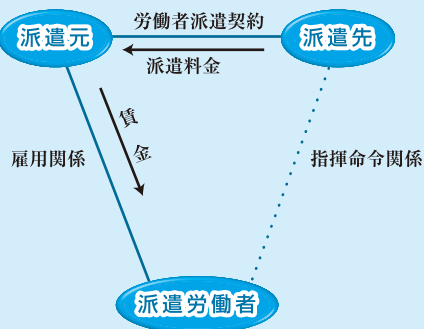 労働者派遣契約
派遣元
派遣先
派遣料金
賃金
雇用関係
指揮命令関係
派遣労働者